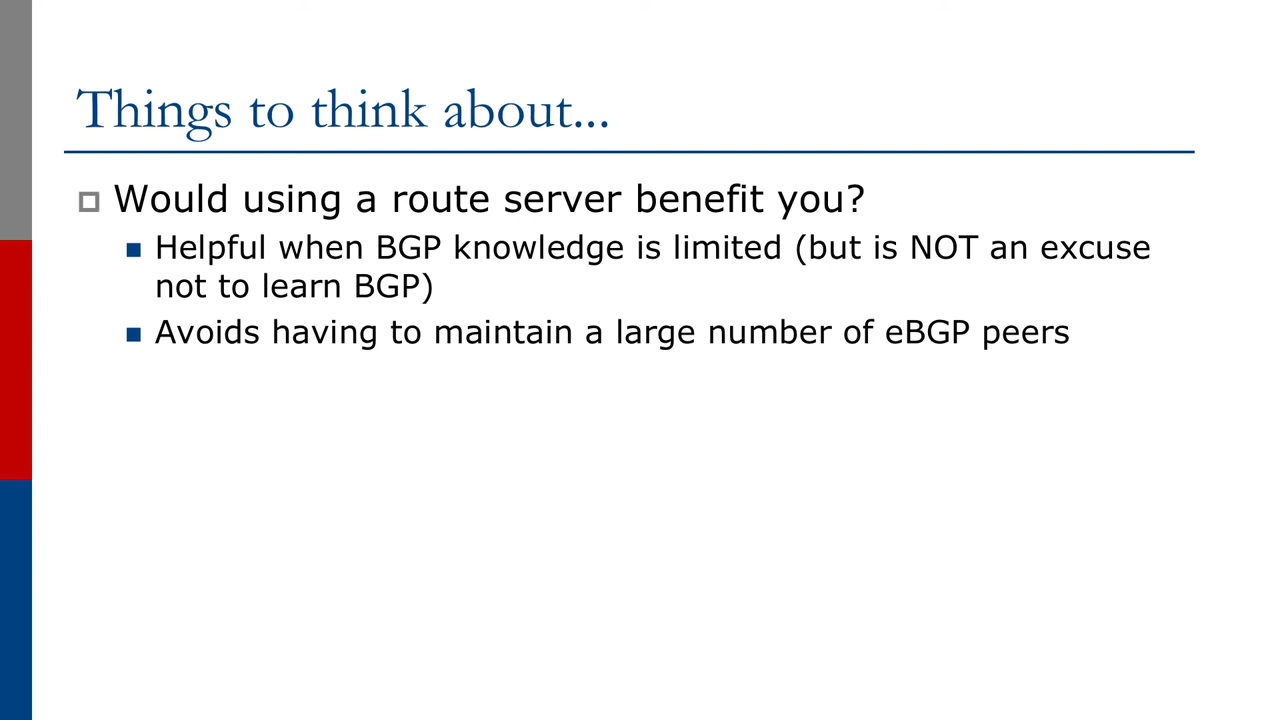 Things to think about...
Would using a route server benefit you?
Helpful when BGP knowledge is limited (but is NOT an excuse
not to learn BGP)
Avoids having to maintain a large number of eBGP peers